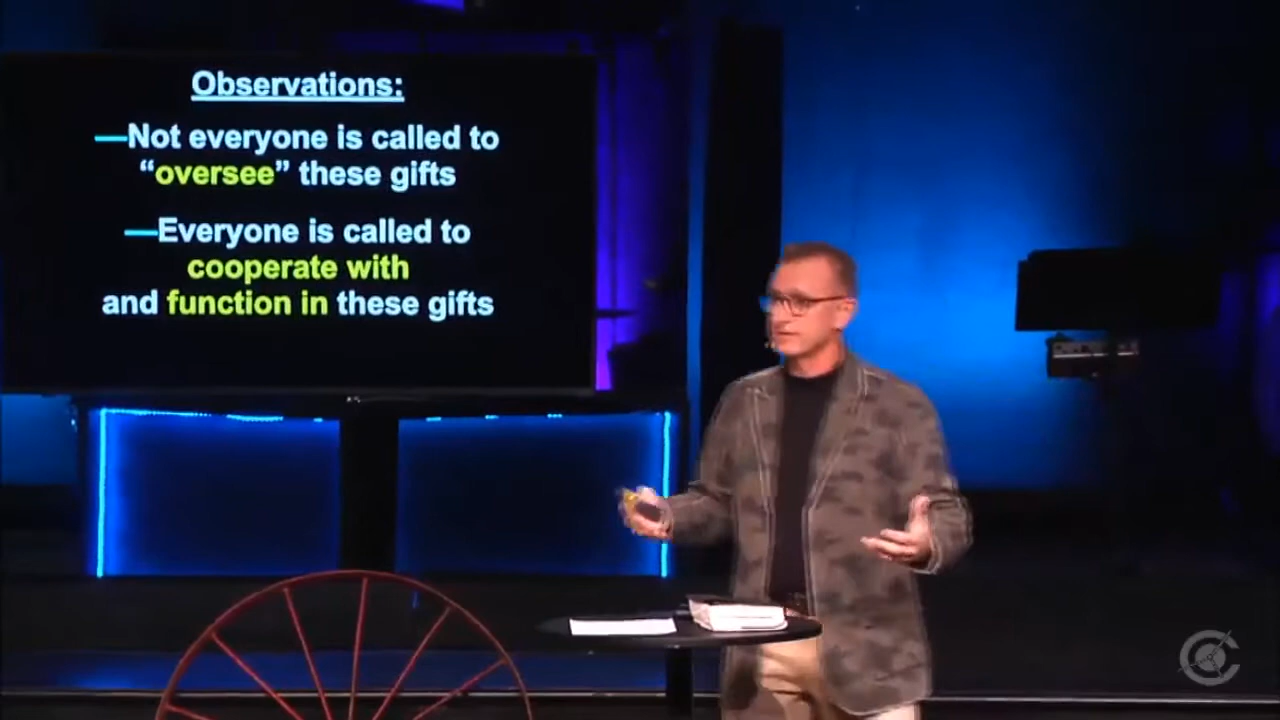 Observations:
—Not everyone is called to
“oversee” these gifts
—Everyone is called to
cooperate with
and function in these gifts